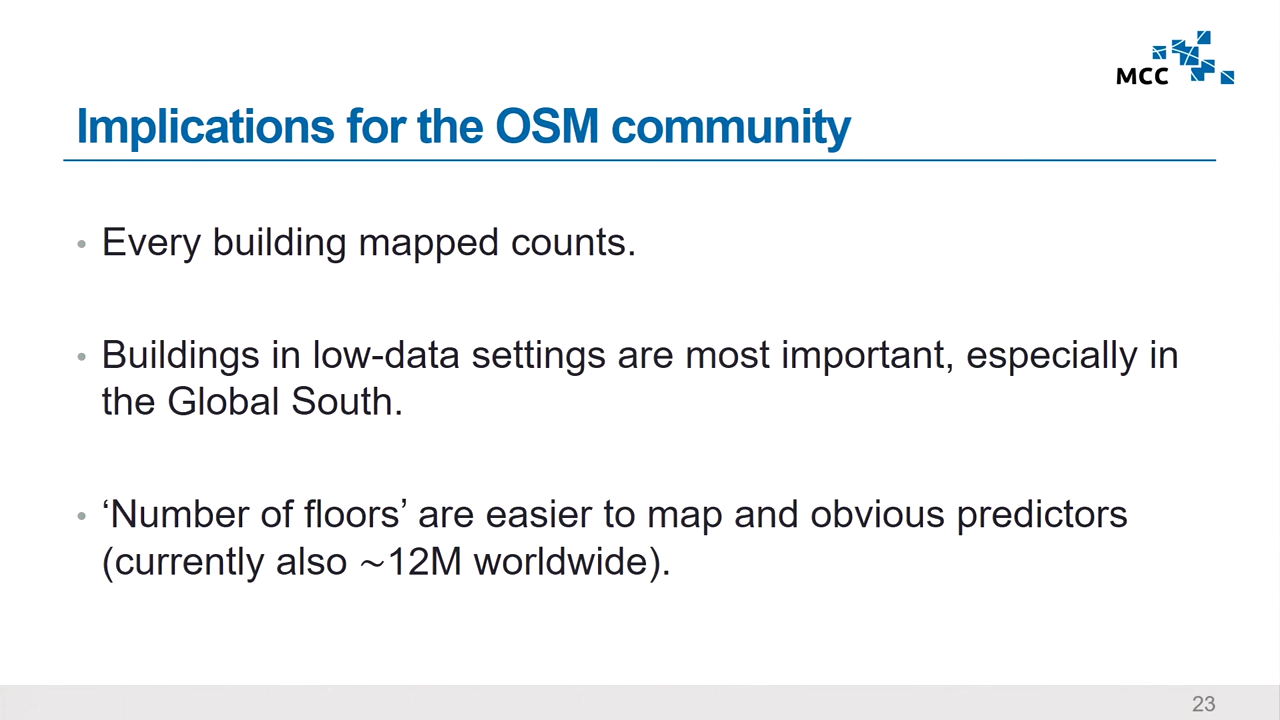 MCC
Implications for the OSM community
• Every building mapped counts.
• Buildings in low-data settings are most important, especially in
the Global South.
• ‘Number of floors’ are easier to map and obvious predictors
(currently also ~12M worldwide).
23